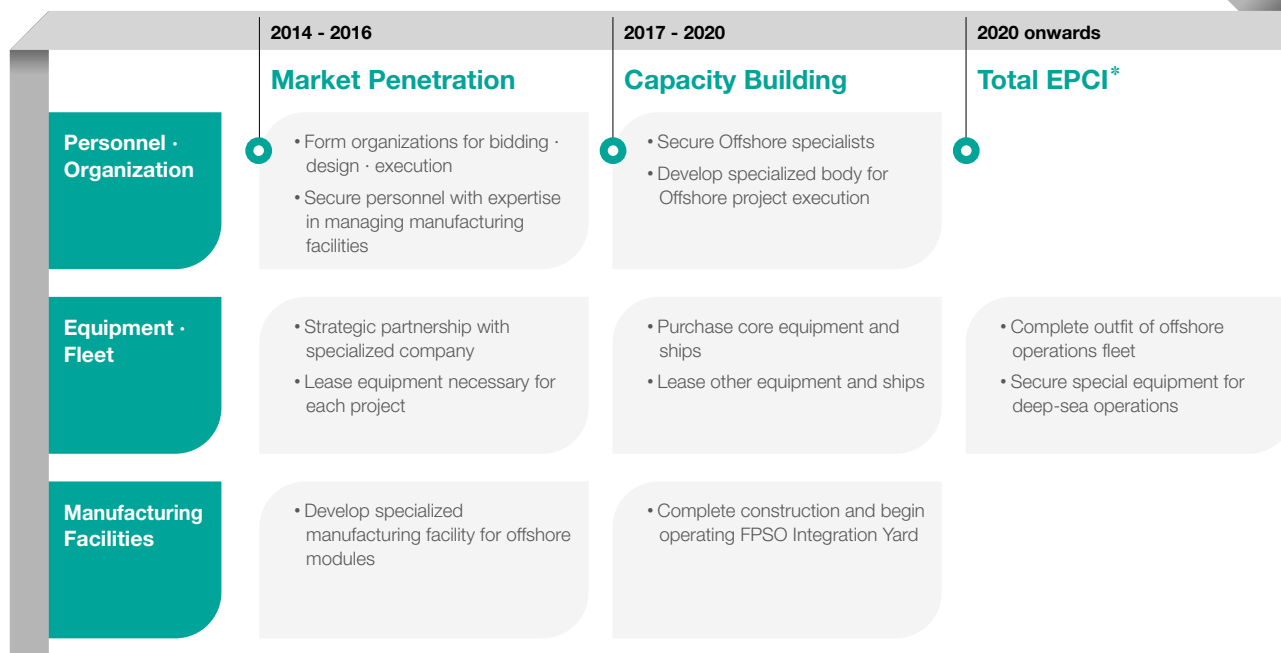 2014 - 2016
2017 - 2020
2020 onwards
Market Penetration
Capacity Building
Total EPCI*
Personnel ·
Organization
• Form organizations for bidding ·
design · execution
• Secure personnel with expertise
in managing manufacturing
facilities
• Secure Offshore specialists
• Develop specialized body for
Offshore project execution
Equipment ·
Fleet
• Strategic partnership with
specialized company
• Lease equipment necessary for
each project
• Purchase core equipment and
ships
• Lease other equipment and ships
• Complete outfit of offshore
operations fleet
• Secure special equipment for
deep-sea operations
Manufacturing
Facilities
• Develop specialized
manufacturing facility for offshore
modules
• Complete construction and begin
operating FPSO Integration Yard